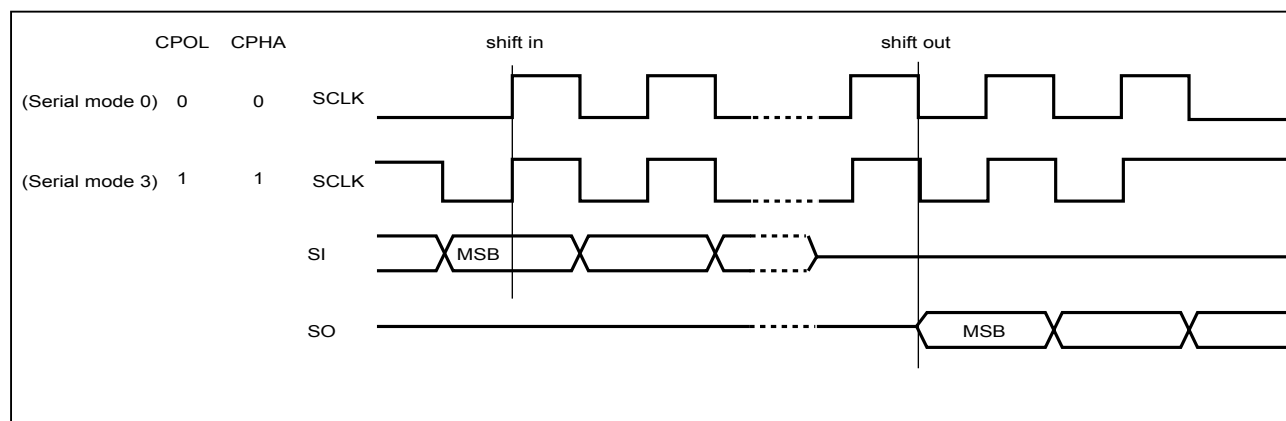 CPOL CPHA shift in shift out
(Serial mode 0) 0 0 SCLK
(Serial mode 3) 1 1 SCLK
SI MSB
SO MSB